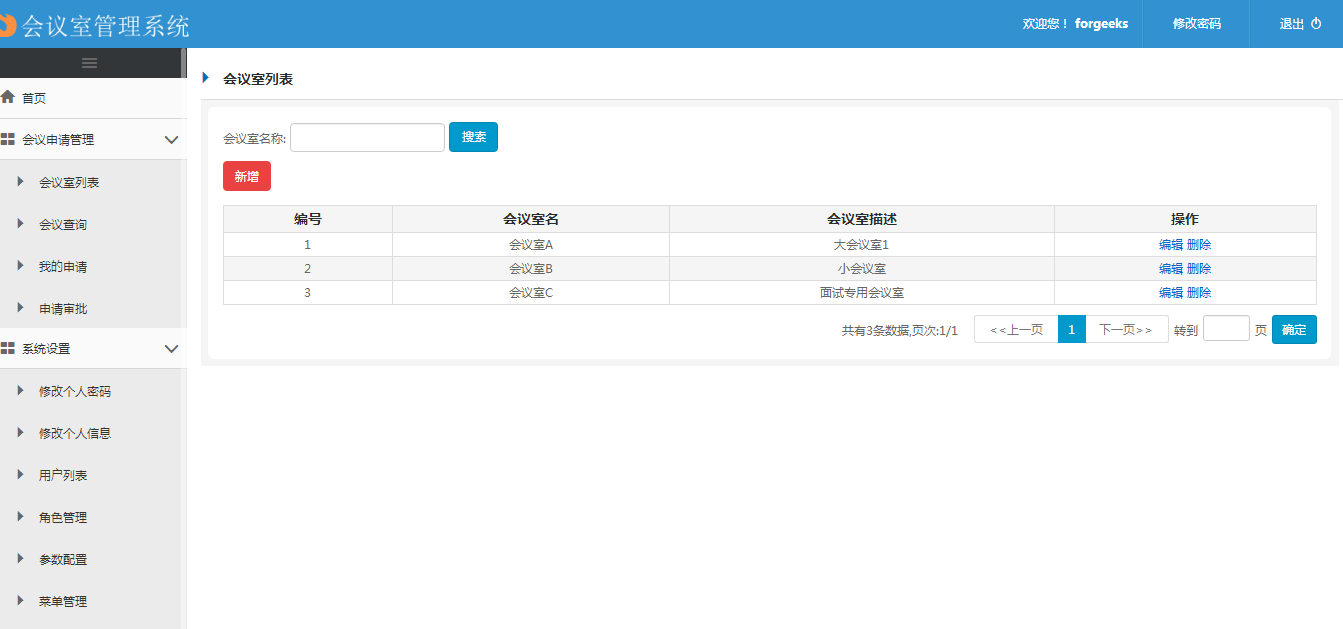 会议室管理系统
欢迎您！ forgeeks 修改密码 退出
首页
会议申请管理
会议室列表
会议查询
我的申请
申请审批
系统设置
修改个人密码
修改个人信息
用户列表
角色管理
参数配置
菜单管理
会议室列表
会议室名称: 搜索
新增
编号 会议室名 会议室描述 操作
1 会议室A 大会议室1 编辑 删除
2 会议室B 小会议室 编辑 删除
3 会议室C 面试专用会议室 编辑 删除
共有3条数据,页次:1/1 <<上一页 1 下一页>> 转到 页 确定